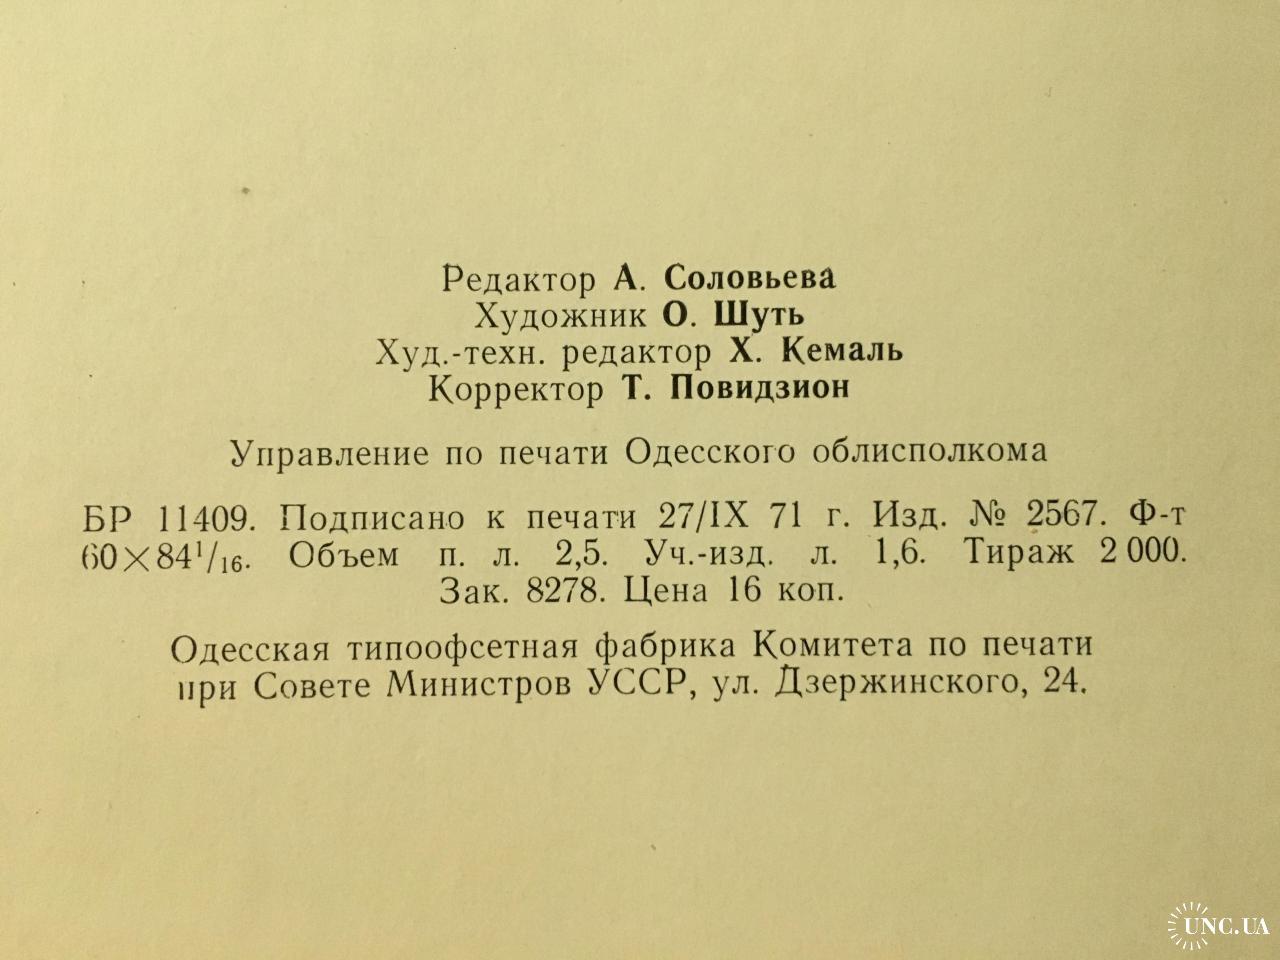 Редактор А. Соловьева
Художник О. Шуть
Худ.-техн. редактор Х. Кемаль
Корректор Т. Повидзион
Управление по печати Одесского облисполкома
БР 11409. Подписано к печати 27/IX 71 г. Изд. № 2567. Ф-т
60×84¹/₁₆. Объем п. л. 2,5. Уч.-изд. л. 1,6. Тираж 2 000.
Зак. 8278. Цена 16 коп.
Одесская типоофсетная фабрика Комитета по печати
при Совете Министров УССР, ул. Дзержинского, 24.
UNC.UA